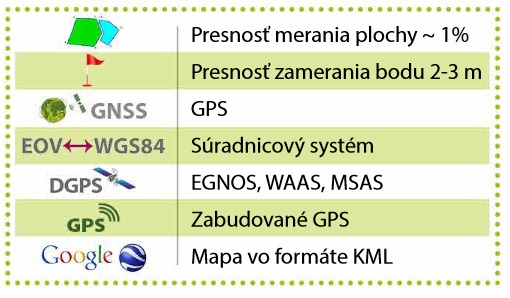 Presnosť merania plochy ~ 1%
Presnosť zamerania bodu 2-3 m
GNSS GPS
EOV↔WGS84 Súradnicový systém
DGPS EGNOS, WAAS, MSAS
GPS Zabudované GPS
Google Mapa vo formáte KML